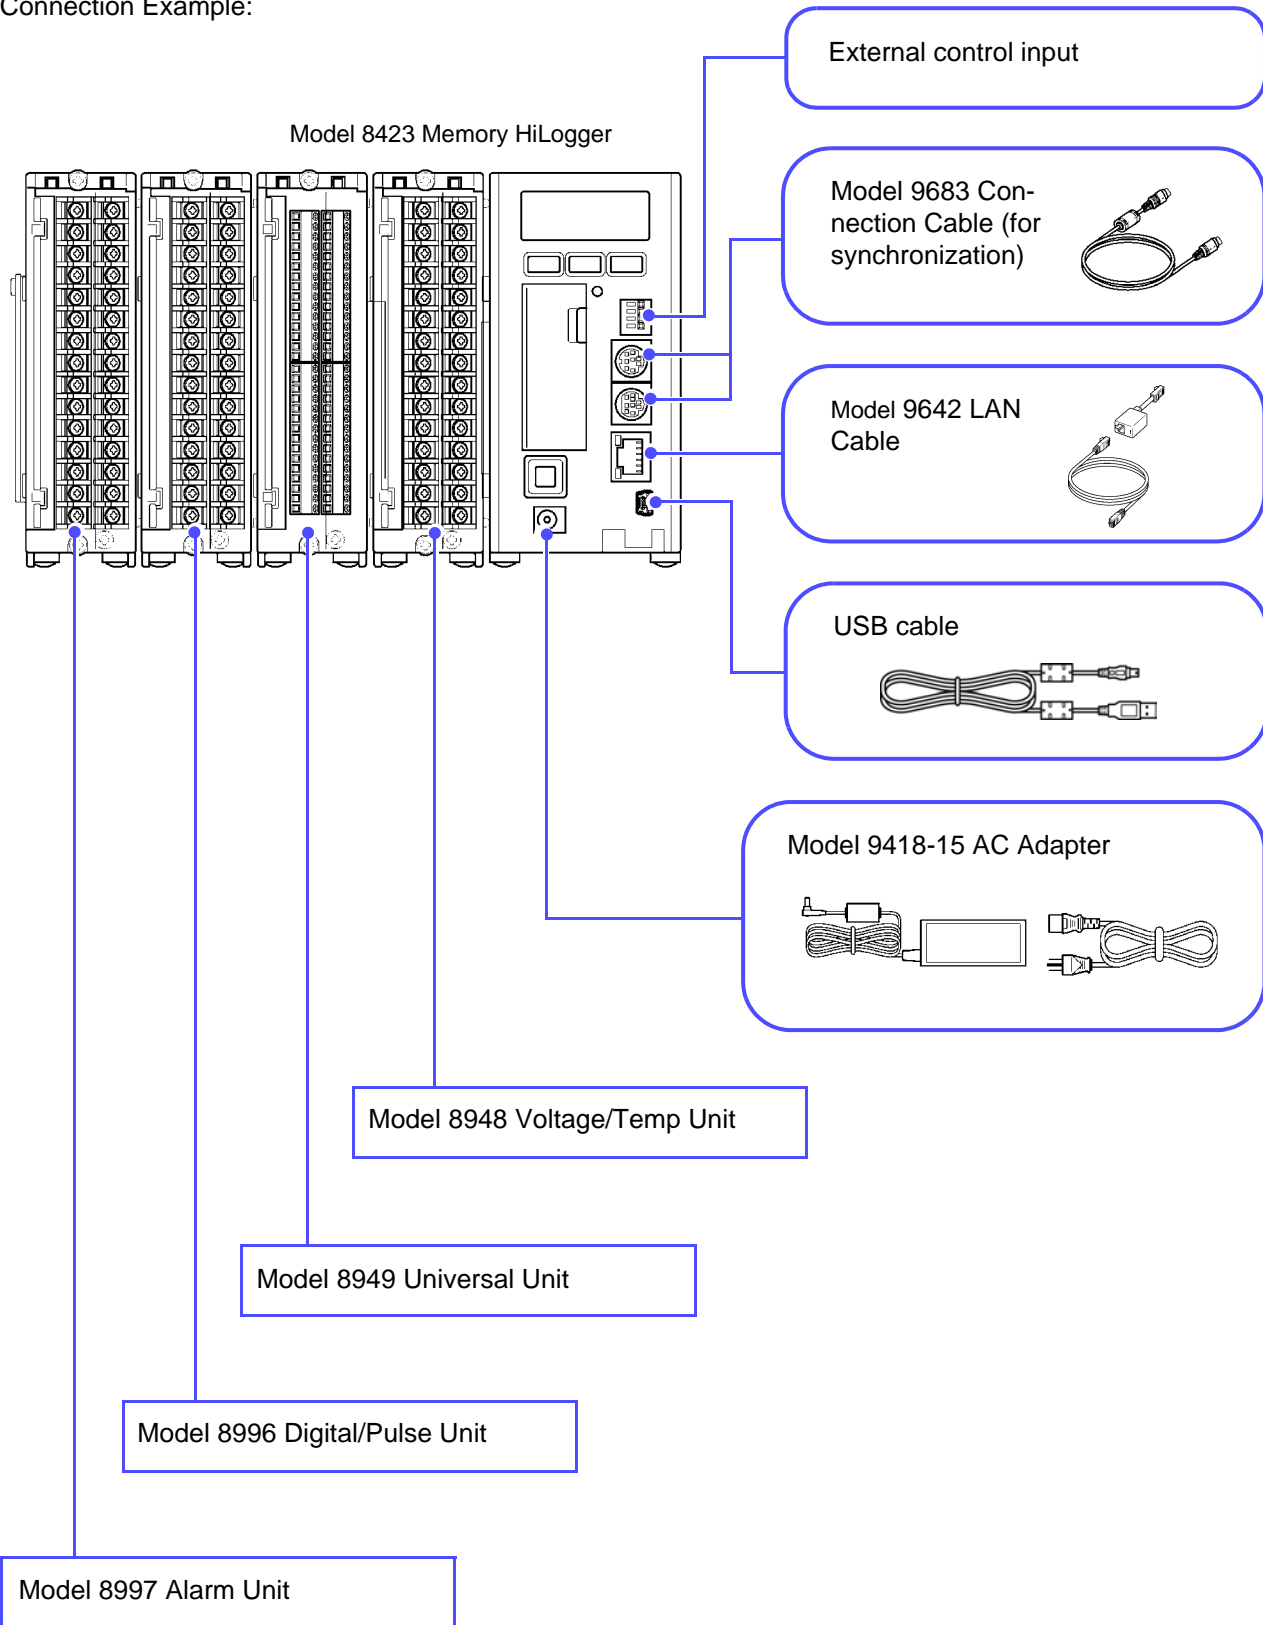 Connection Example:
External control input
Model 8423 Memory HiLogger
Model 9683 Con-
nection Cable (for
synchronization)
Model 9642 LAN
Cable
USB cable
Model 9418-15 AC Adapter
Model 8948 Voltage/Temp Unit
Model 8949 Universal Unit
Model 8996 Digital/Pulse Unit
Model 8997 Alarm Unit